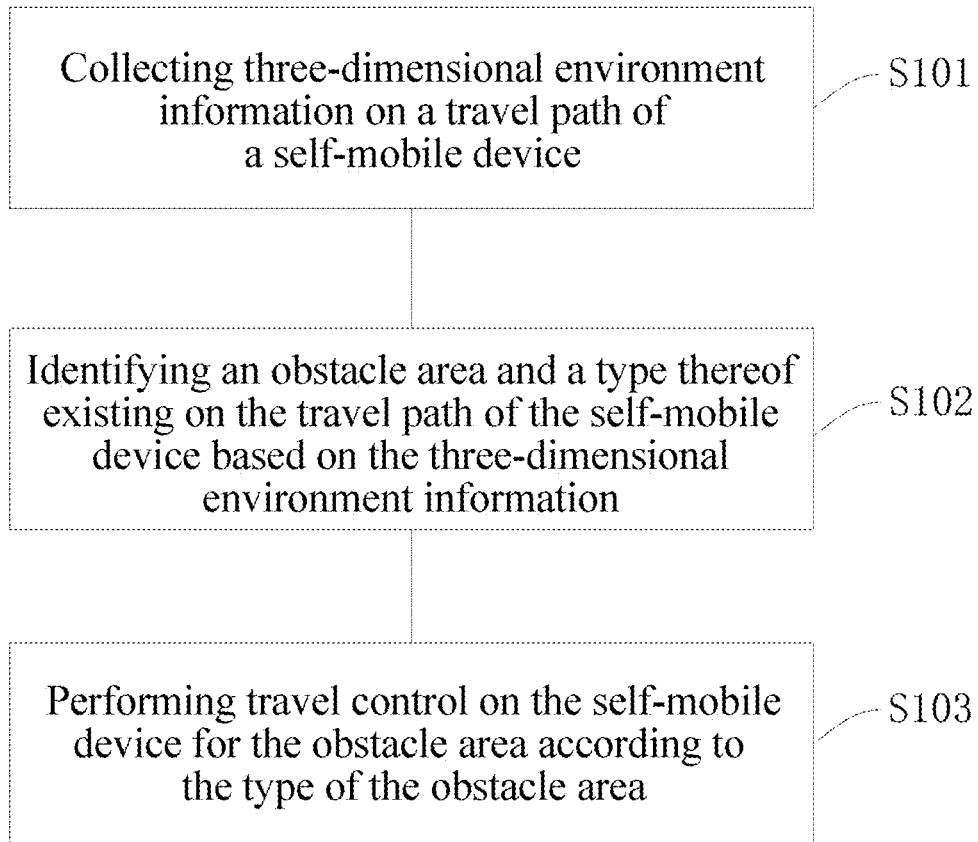 Collecting three-dimensional environment
information on a travel path of
a self-mobile device
S101
Identifying an obstacle area and a type thereof
existing on the travel path of the self-mobile
device based on the three-dimensional
environment information
S102
Performing travel control on the self-mobile
device for the obstacle area according to
the type of the obstacle area
S103